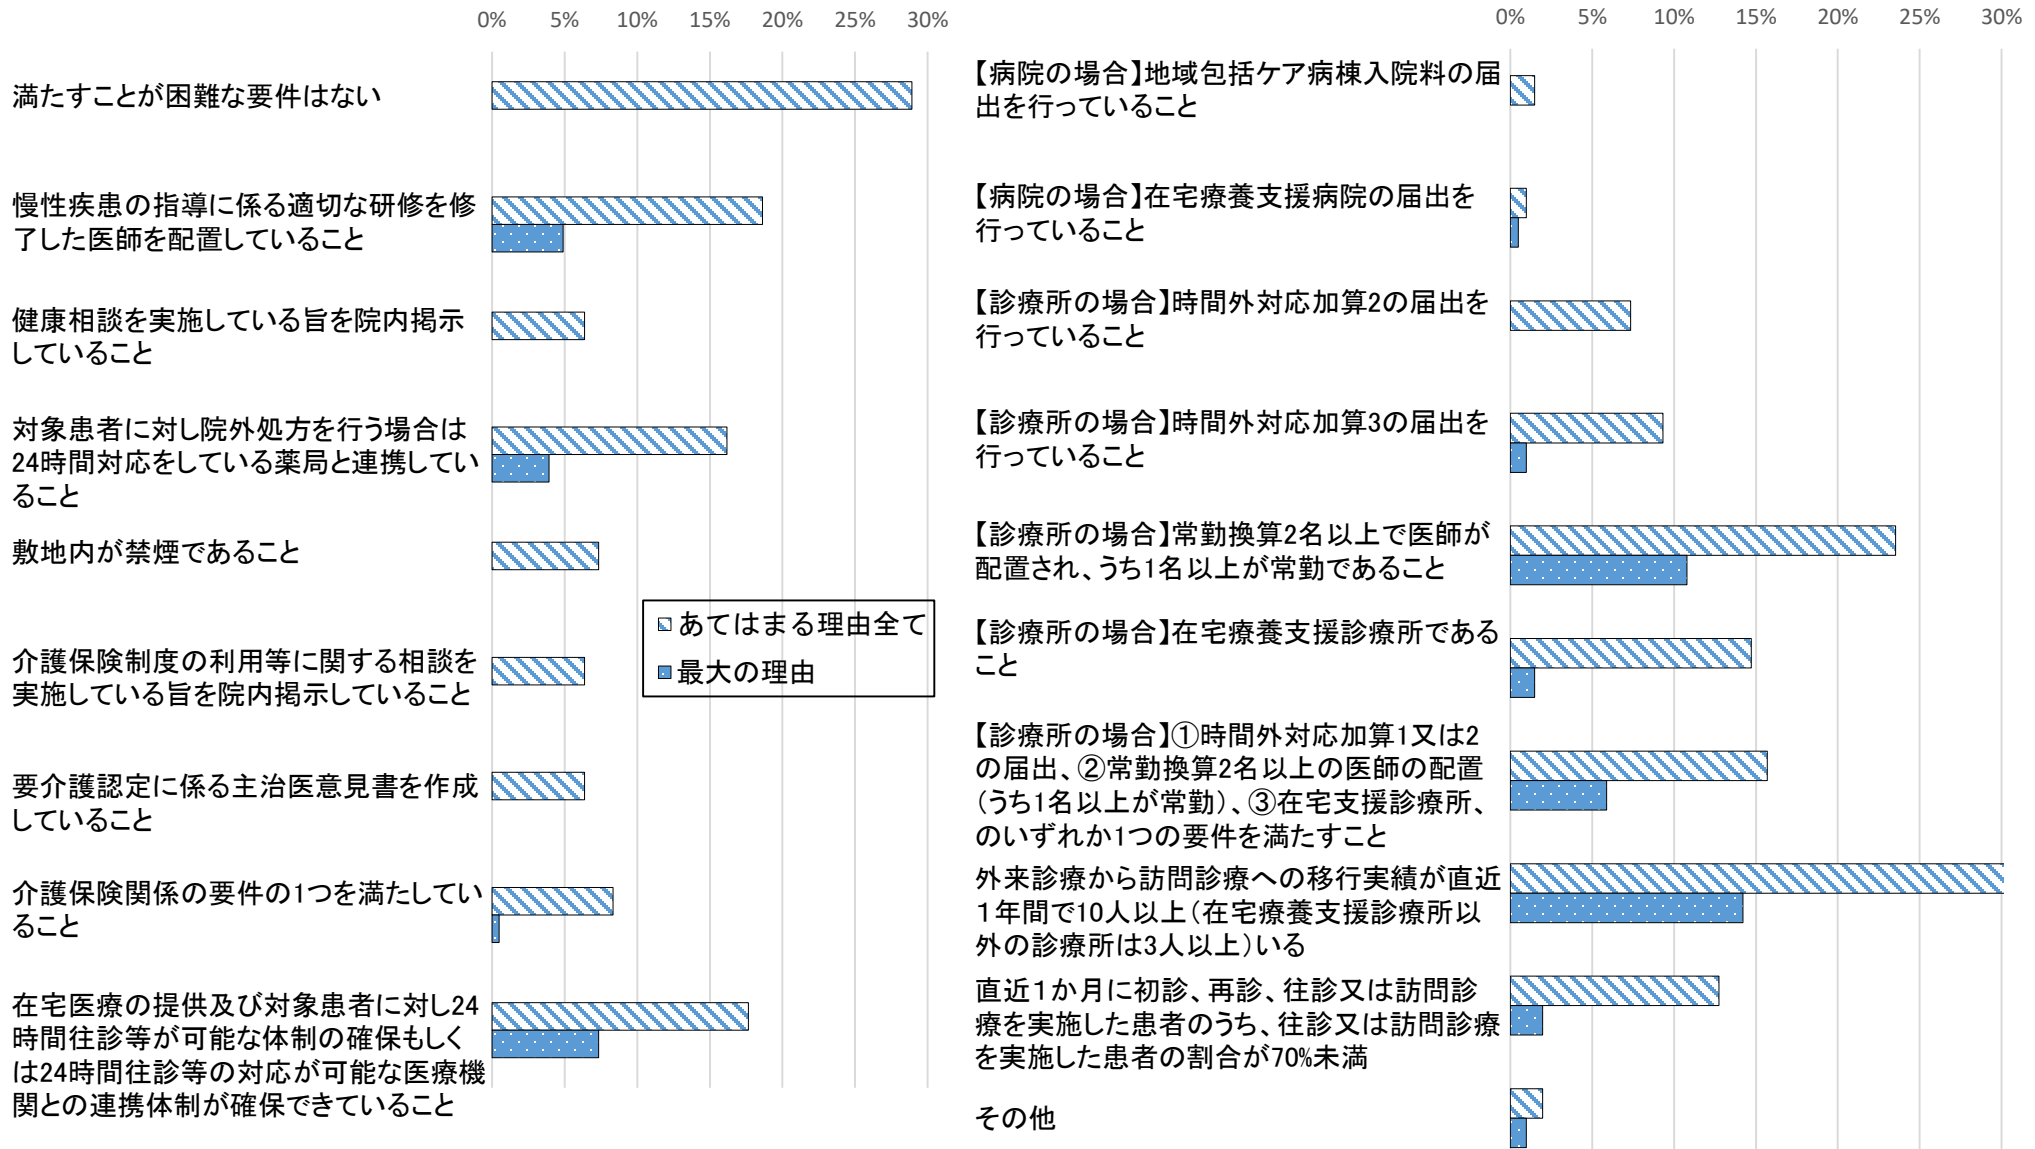 0% 5% 10% 15% 20% 25% 30%
満たすことが困難な要件はない
慢性疾患の指導に係る適切な研修を修
了した医師を配置していること
健康相談を実施している旨を院内掲示
していること
対象患者に対し院外処方を行う場合は
24時間対応をしている薬局と連携してい
ること
敷地内が禁煙であること
介護保険制度の利用等に関する相談を
実施している旨を院内掲示していること
要介護認定に係る主治医意見書を作成
していること
介護保険関係の要件の1つを満たしてい
ること
在宅医療の提供及び対象患者に対し24
時間往診等が可能な体制の確保もしく
は24時間往診等の対応が可能な医療機
関との連携体制が確保できていること
あてはまる理由全て
最大の理由
0% 5% 10% 15% 20% 25% 30%
【病院の場合】地域包括ケア病棟入院料の届
出を行っていること
【病院の場合】在宅療養支援病院の届出を
行っていること
【診療所の場合】時間外対応加算2の届出を
行っていること
【診療所の場合】時間外対応加算3の届出を
行っていること
【診療所の場合】常勤換算2名以上で医師が
配置され、うち1名以上が常勤であること
【診療所の場合】在宅療養支援診療所である
こと
【診療所の場合】①時間外対応加算1又は2
の届出、②常勤換算2名以上の医師の配置
(うち1名以上が常勤)、③在宅支援診療所、
のいずれか1つの要件を満たすこと
外来診療から訪問診療への移行実績が直近
1年間で10人以上(在宅療養支援診療所以
外の診療所は3人以上)いる
直近1か月に初診、再診、往診又は訪問診
療を実施した患者のうち、往診又は訪問診療
を実施した患者の割合が70%未満
その他